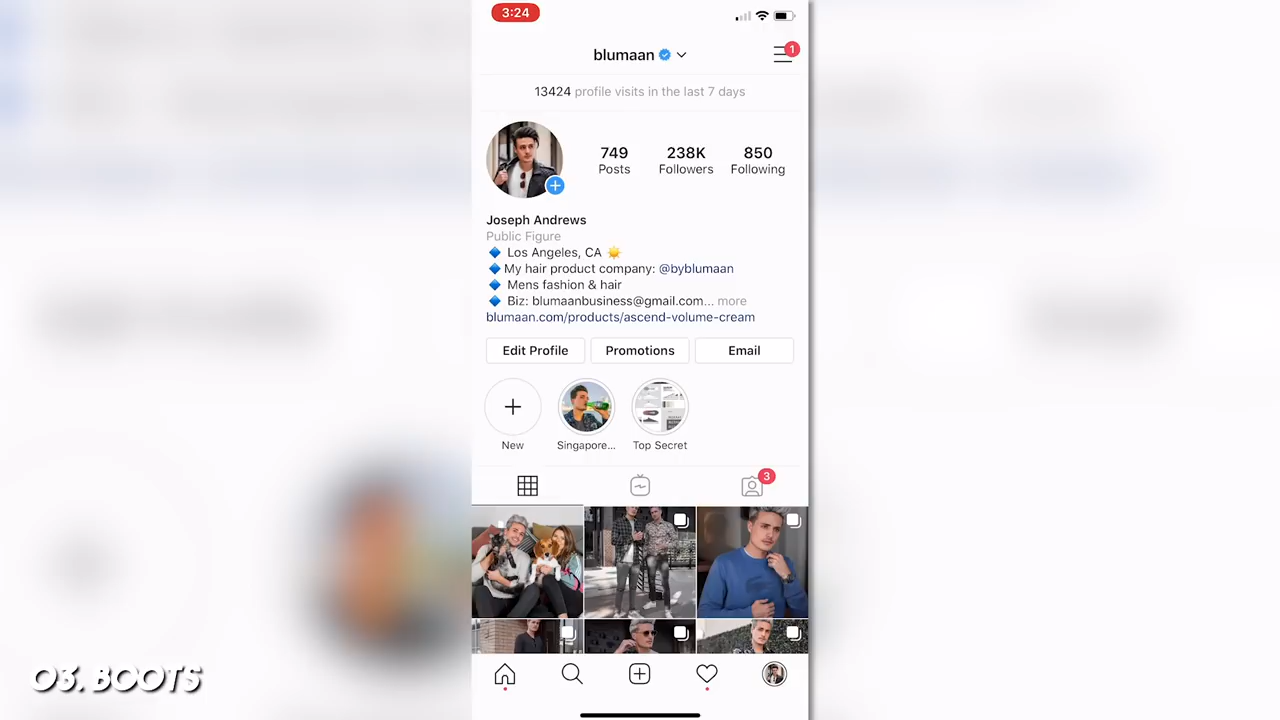 3:24
blumaan
1
13424 profile visits in the last 7 days
749 238K 850
Posts Followers Following
Joseph Andrews
Public Figure
🔷 Los Angeles, CA ☀️
🔷 My hair product company: @byblumaan
🔷 Mens fashion & hair
🔷 Biz: blumaanbusiness@gmail.com... more
blumaan.com/products/ascend-volume-cream
Edit Profile Promotions Email
New Singapore... Top Secret
3
03. BOOTS